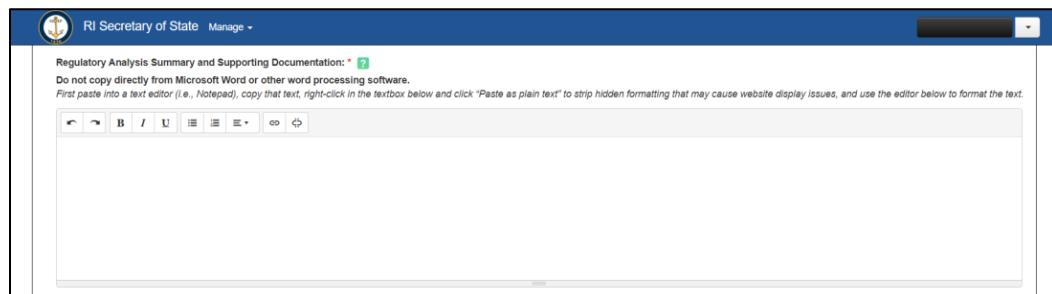 RI Secretary of State Manage
Regulatory Analysis Summary and Supporting Documentation: * ?
Do not copy directly from Microsoft Word or other word processing software.
First paste into a text editor (i.e., Notepad), copy that text, right-click in the textbox below and click "Paste as plain text" to strip hidden formatting that may cause website display issues, and use the editor below to format the text.
B I U